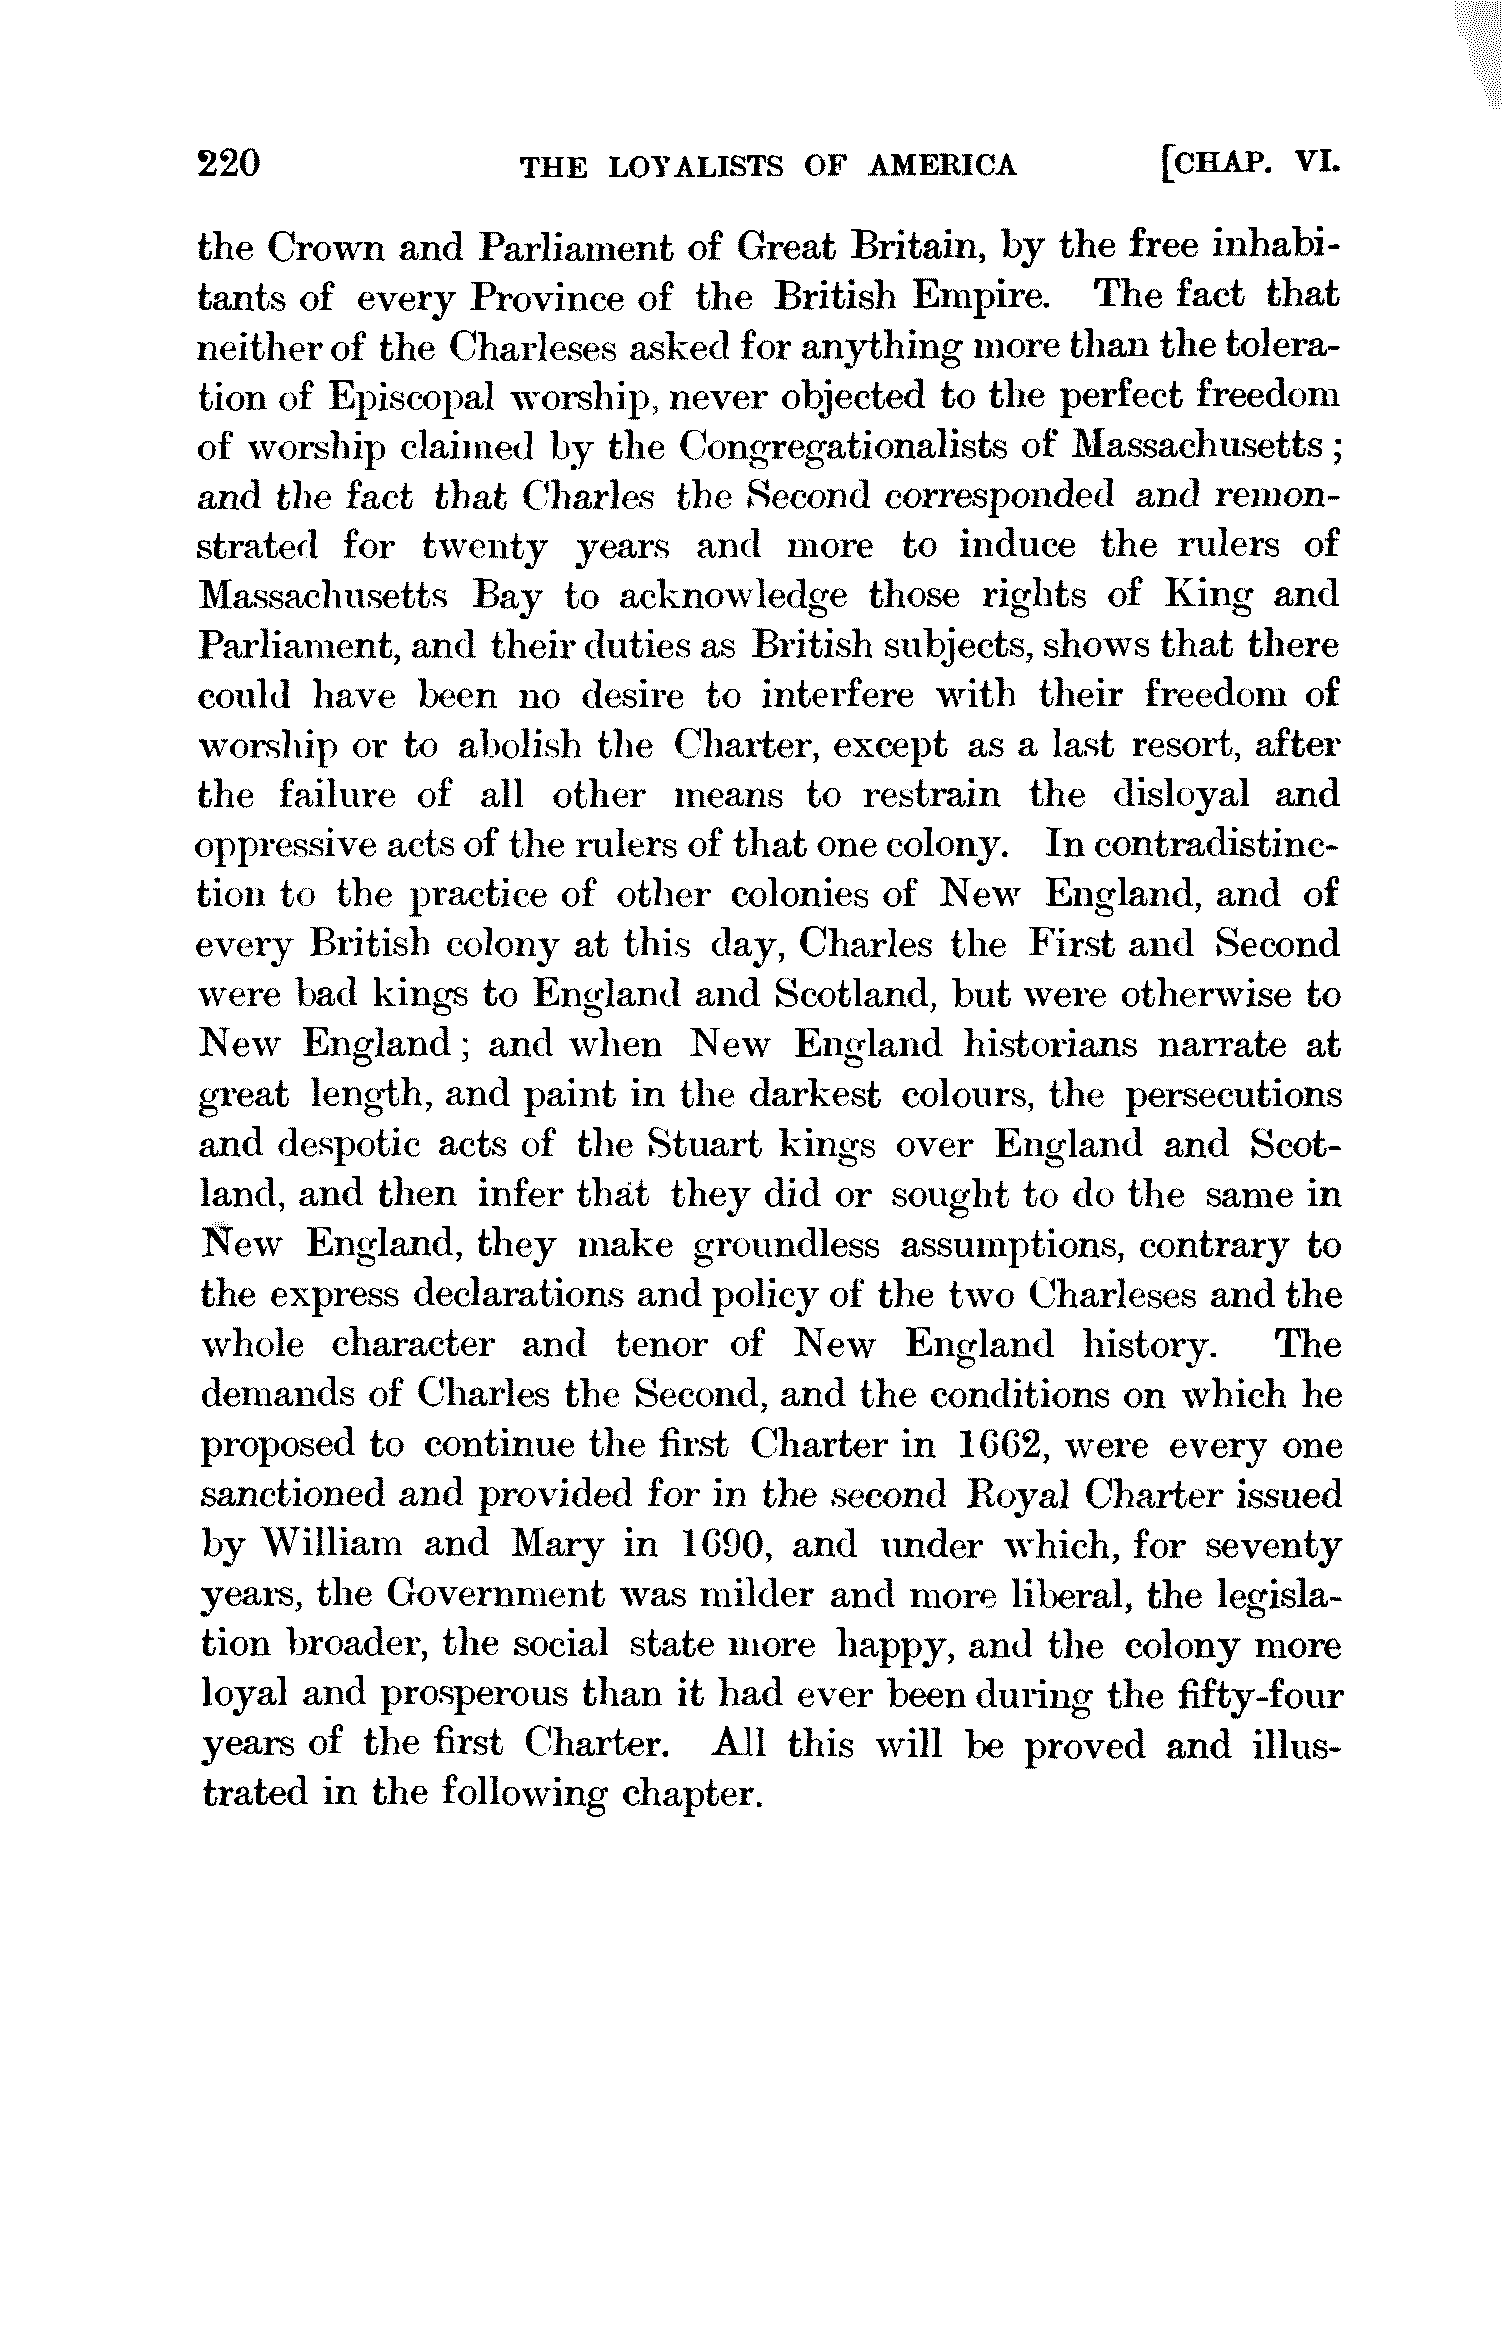 220 THE LOYALISTS OF AMERICA [CHAP. VI.
the Crown and Parliament of Great Britain, by the free inhabi-
tants of every Province of the British Empire. The fact that
neither of the Charleses asked for anything more than the tolera-
tion of Episcopal worship, never objected to the perfect freedom
of worship claimed by the Congregationalists of Massachusetts;
and the fact that Charles the Second corresponded and remon-
strated for twenty years and more to induce the rulers of
Massachusetts Bay to acknowledge those rights of King and
Parliament, and their duties as British subjects, shows that there
could have been no desire to interfere with their freedom of
worship or to abolish the Charter, except as a last resort, after
the failure of all other means to restrain the disloyal and
oppressive acts of the rulers of that one colony. In contradistinc-
tion to the practice of other colonies of New England, and of
every British colony at this day, Charles the First and Second
were bad kings to England and Scotland, but were otherwise to
New England; and when New England historians narrate at
great length, and paint in the darkest colours, the persecutions
and despotic acts of the Stuart kings over England and Scot-
land, and then infer that they did or sought to do the same in
New England, they make groundless assumptions, contrary to
the express declarations and policy of the two Charleses and the
whole character and tenor of New England history. The
demands of Charles the Second, and the conditions on which he
proposed to continue the first Charter in 1662, were every one
sanctioned and provided for in the second Royal Charter issued
by William and Mary in 1690, and under which, for seventy
years, the Government was milder and more liberal, the legisla-
tion broader, the social state more happy, and the colony more
loyal and prosperous than it had ever been during the fifty-four
years of the first Charter. All this will be proved and illus-
trated in the following chapter.